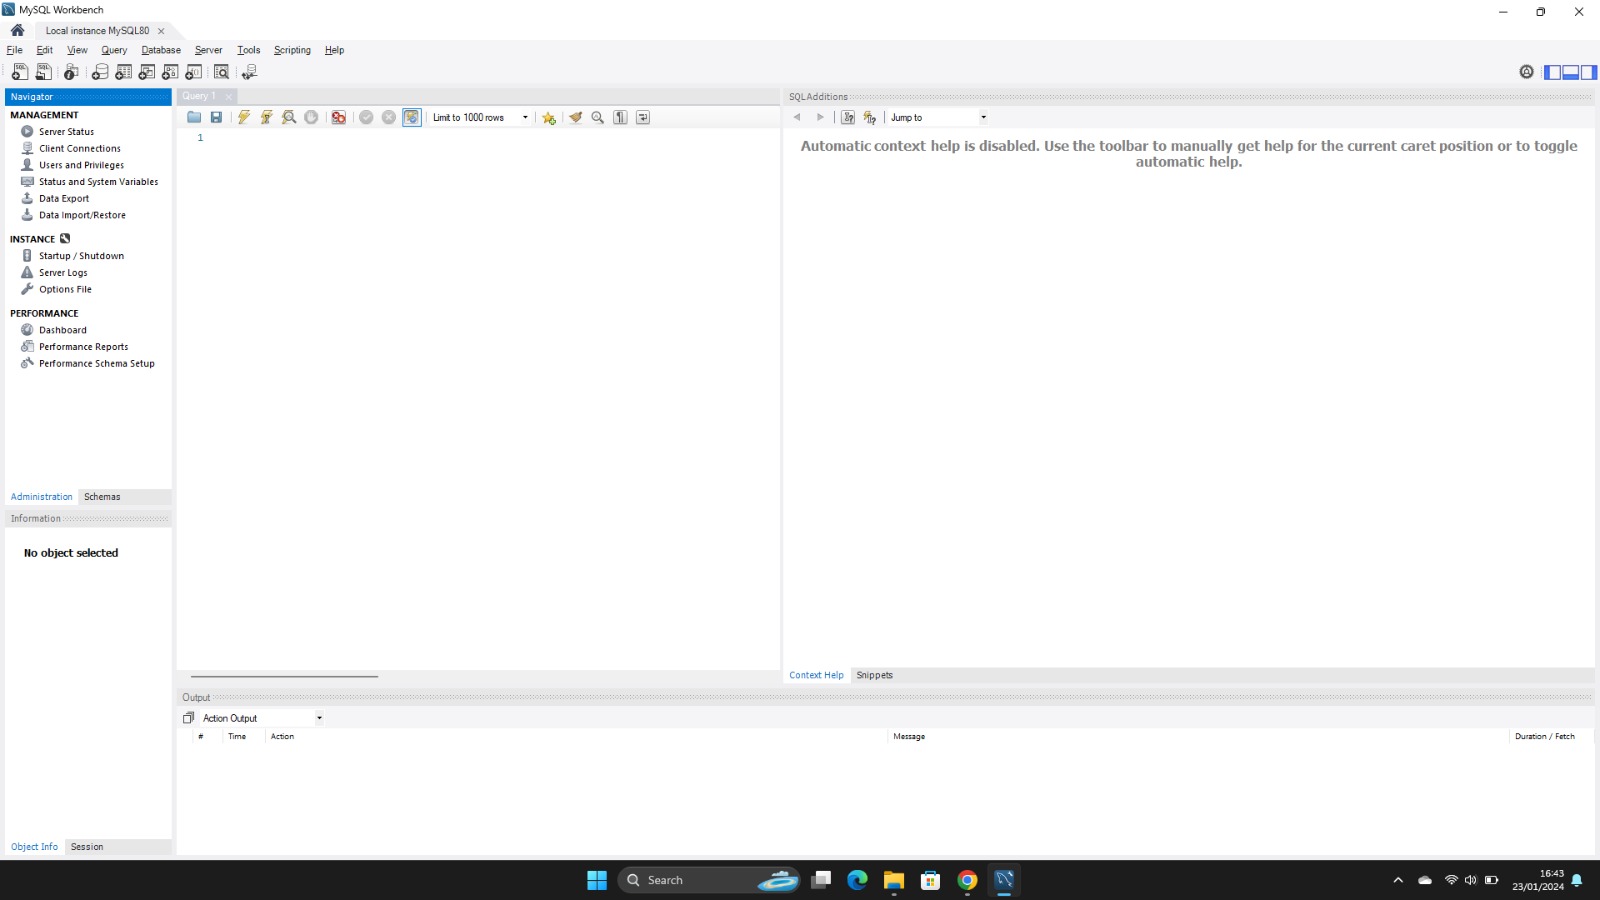 MySQL Workbench
Local instance MySQL80
File Edit View Query Database Server Tools Scripting Help
Navigator
MANAGEMENT
Server Status
Client Connections
Users and Privileges
Status and System Variables
Data Export
Data Import/Restore
INSTANCE
Startup / Shutdown
Server Logs
Options File
PERFORMANCE
Dashboard
Performance Reports
Performance Schema Setup
Administration Schemas
Information
No object selected
Object Info Session
Query 1
Limit to 1000 rows
1
SQLAdditions
Jump to
Automatic context help is disabled. Use the toolbar to manually get help for the current caret position or to toggle
automatic help.
Context Help Snippets
Output
Action Output
# Time Action Message Duration / Fetch
Search
16:43
23/01/2024